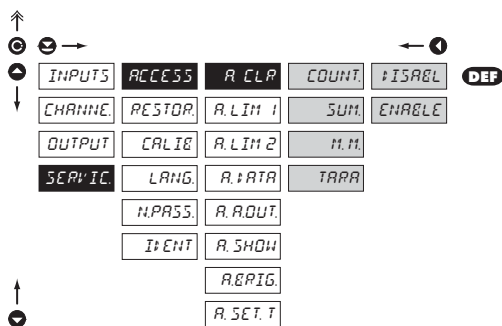 INPUTS ACCESS A. CLR COUNT. DISABL DEF
CHANNE. RESTOR. A. LIM 1 SUM. ENABLE
OUTPUT CALIB A. LIM 2 M. M.
SERVIC. LANG. A. DATA TARA
N. PASS. A. A.OUT.
IDENT A. SHOW
A.BRIG.
A. SET. T